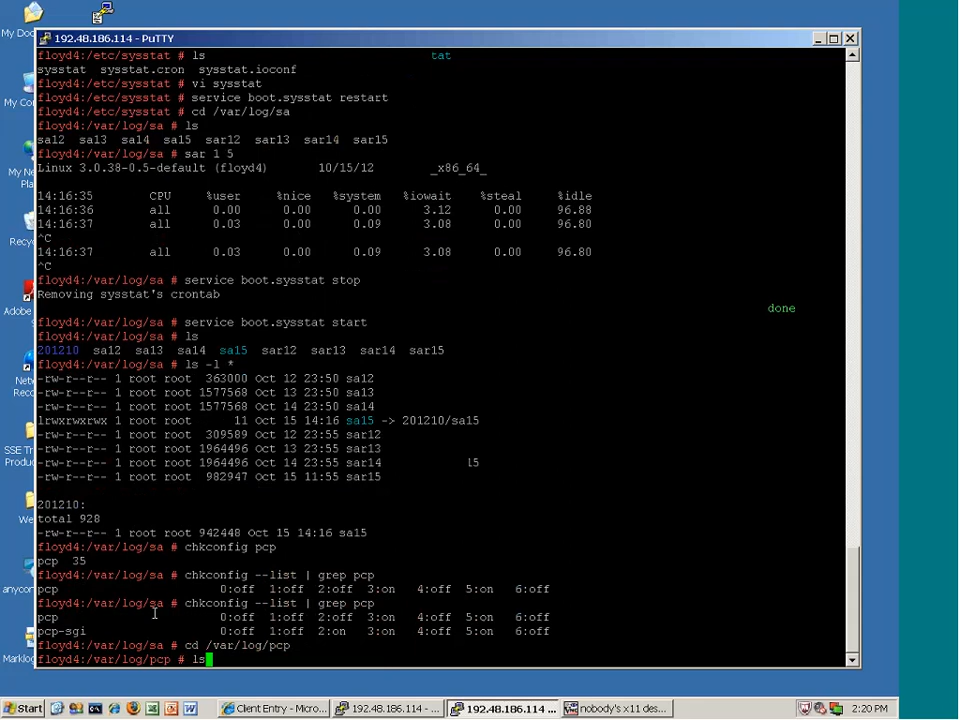 My Doc
192.48.186.114 - PuTTY
floyd4:/etc/sysstat # ls tat
sysstat sysstat.cron sysstat.ioconf
floyd4:/etc/sysstat # vi sysstat
floyd4:/etc/sysstat # service boot.sysstat restart
floyd4:/etc/sysstat # cd /var/log/sa
floyd4:/var/log/sa # ls
sa12 sa13 sa14 sa15 sar12 sar13 sar14 sar15
floyd4:/var/log/sa # sar 1 5
Linux 3.0.38-0.5-default (floyd4) 10/15/12 _x86_64_
14:16:35 CPU %user %nice %system %iowait %steal %idle
14:16:36 all 0.00 0.00 0.00 3.12 0.00 96.88
14:16:37 all 0.03 0.00 0.09 3.08 0.00 96.80
^C
14:16:37 all 0.03 0.00 0.09 3.08 0.00 96.80
^C
floyd4:/var/log/sa # service boot.sysstat stop
Removing sysstat's crontab
done
floyd4:/var/log/sa # service boot.sysstat start
floyd4:/var/log/sa # ls
201210 sa12 sa13 sa14 sa15 sar12 sar13 sar14 sar15
floyd4:/var/log/sa # ls -l *
-rw-r--r-- 1 root root 363000 Oct 12 23:50 sa12
-rw-r--r-- 1 root root 1577568 Oct 13 23:50 sa13
-rw-r--r-- 1 root root 1577568 Oct 14 23:50 sa14
lrwxrwxrwx 1 root root 11 Oct 15 14:16 sa15 -> 201210/sa15
-rw-r--r-- 1 root root 309589 Oct 12 23:55 sar12
-rw-r--r-- 1 root root 1964496 Oct 13 23:55 sar13
-rw-r--r-- 1 root root 1964496 Oct 14 23:55 sar14 15
-rw-r--r-- 1 root root 982947 Oct 15 11:55 sar15
201210:
total 928
-rw-r--r-- 1 root root 942448 Oct 15 14:16 sa15
floyd4:/var/log/sa # chkconfig pcp
pcp 35
floyd4:/var/log/sa # chkconfig --list | grep pcp
pcp 0:off 1:off 2:off 3:on 4:off 5:on 6:off
floyd4:/var/log/sa # chkconfig --list | grep pcp
pcp 0:off 1:off 2:off 3:on 4:off 5:on 6:off
pcp-sgi 0:off 1:off 2:on 3:on 4:off 5:on 6:off
floyd4:/var/log/sa # cd /var/log/pcp
floyd4:/var/log/pcp # ls
My Co
My Ne
Pla
Recyc
Adobe
9
Netw
Reco
SSE Tr
Produc
We
anycon
Markloo
Start
Client Entry - Micro...
192.48.186.114 - ...
192.48.186.114 ...
nobody's x11 des...
2:20 PM